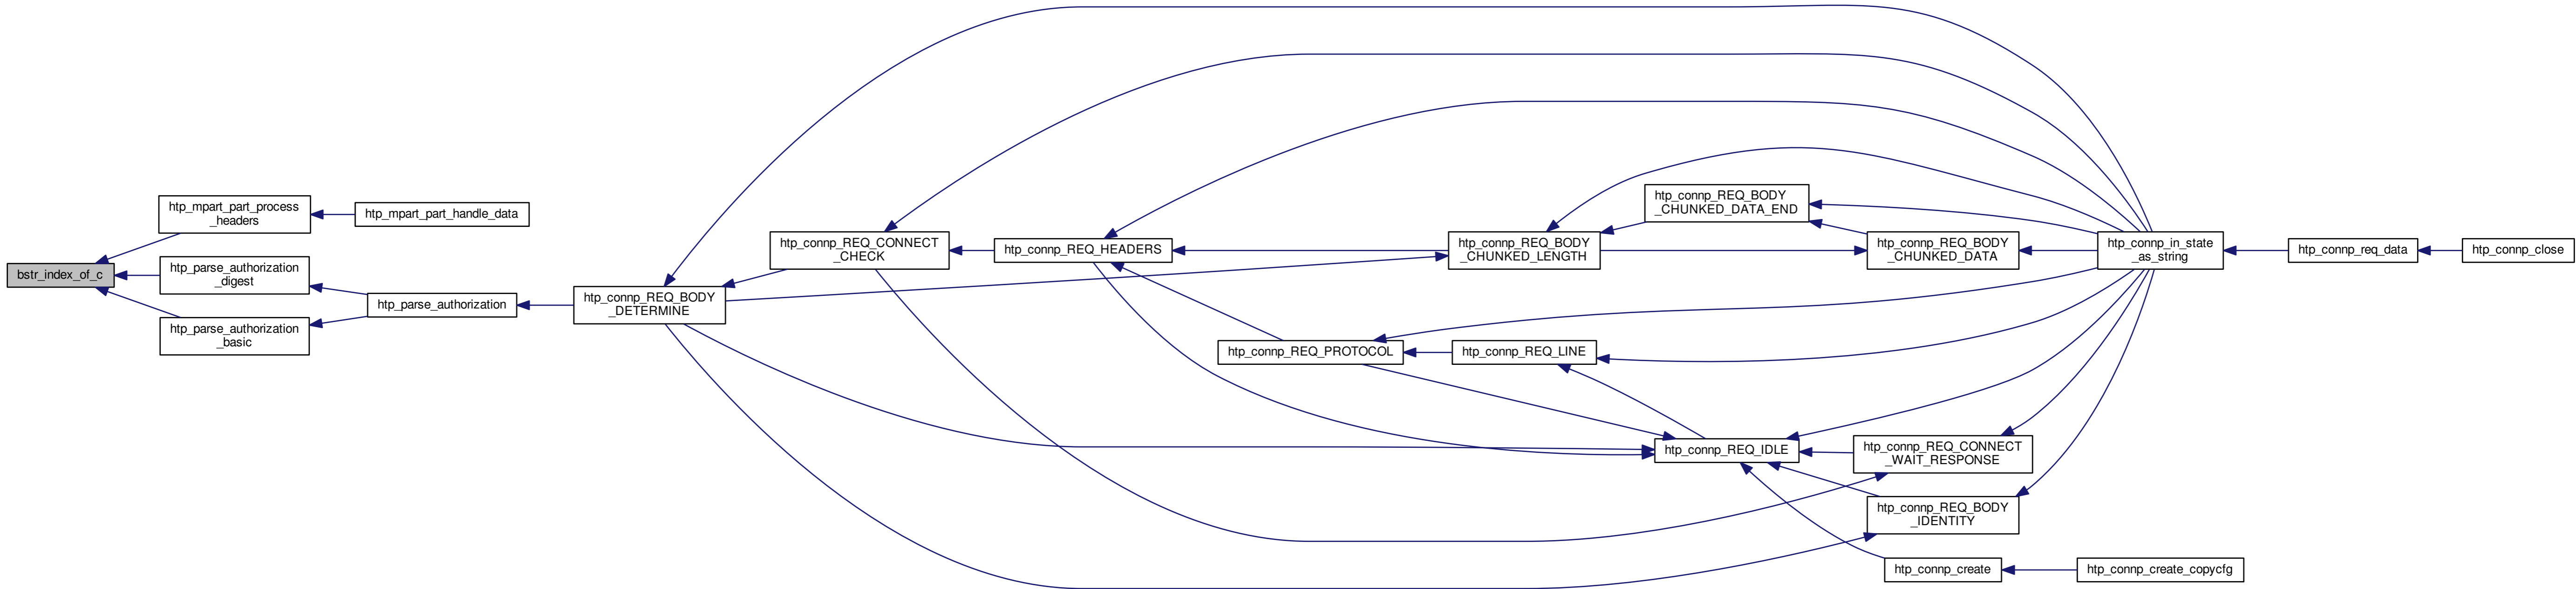 bstr_index_of_c
htp_mpart_part_process
_headers
htp_mpart_part_handle_data
htp_parse_authorization
_digest
htp_parse_authorization
_basic
htp_parse_authorization
htp_connp_REQ_BODY
_DETERMINE
htp_connp_REQ_CONNECT
_CHECK
htp_connp_REQ_HEADERS
htp_connp_REQ_PROTOCOL
htp_connp_REQ_BODY
_CHUNKED_LENGTH
htp_connp_REQ_LINE
htp_connp_REQ_BODY
_CHUNKED_DATA_END
htp_connp_REQ_IDLE
htp_connp_REQ_BODY
_CHUNKED_DATA
htp_connp_REQ_CONNECT
_WAIT_RESPONSE
htp_connp_REQ_BODY
_IDENTITY
htp_connp_create
htp_connp_in_state
_as_string
htp_connp_create_copycfg
htp_connp_req_data
htp_connp_close